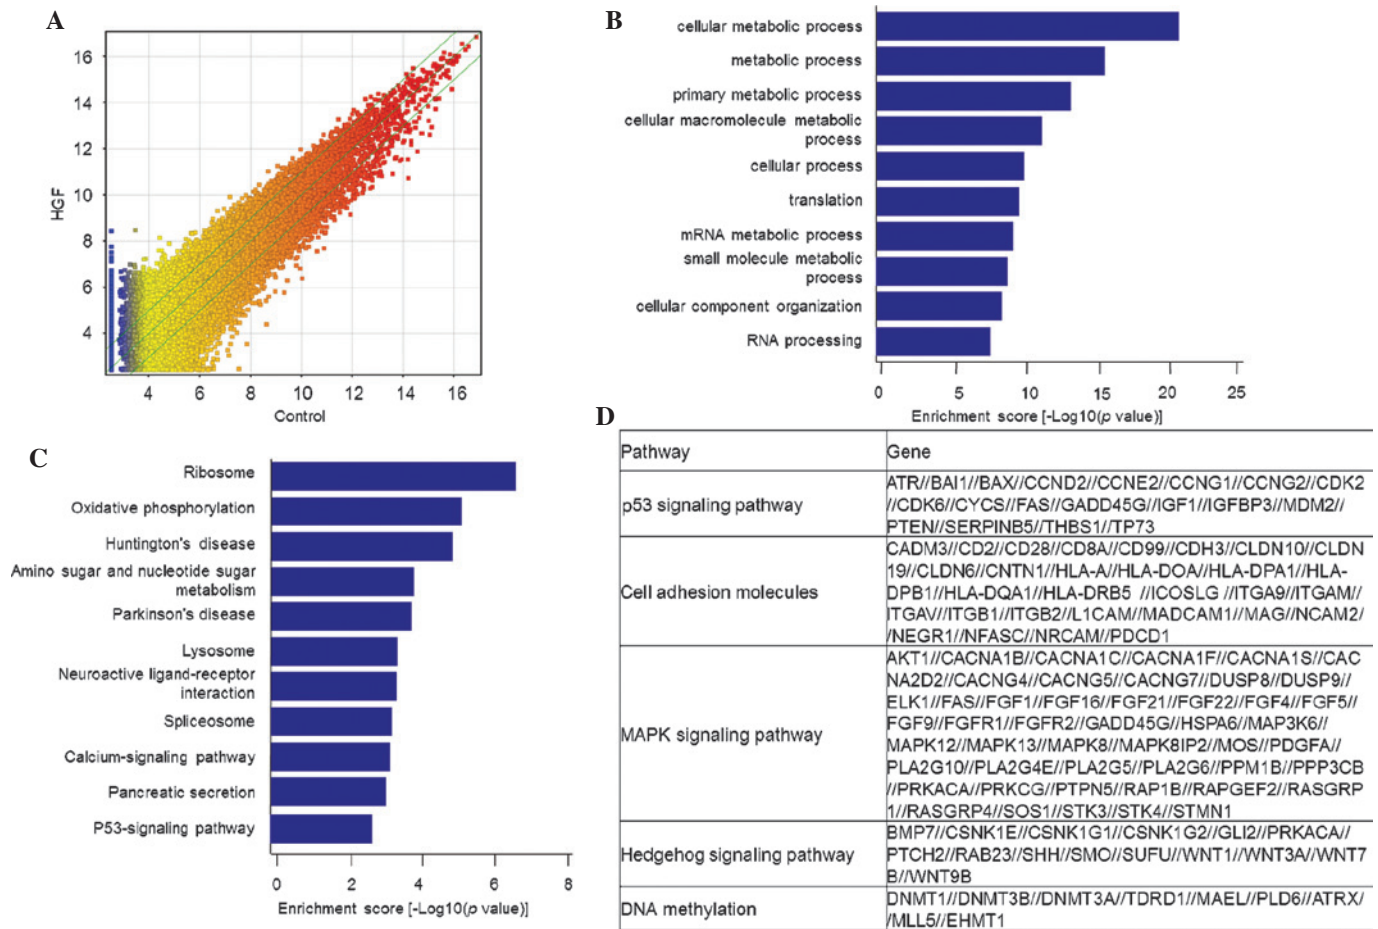 A
HGF
16
14
12
10
8
6
4
4
6
8
10
12
14
16
Control
B
cellular metabolic process
metabolic process
primary metabolic process
cellular macromolecule metabolic
process
cellular process
translation
mRNA metabolic process
small molecule metabolic
process
cellular component organization
RNA processing
0
5
10
15
20
25
Enrichment score [-Log10(p value)]
C
Ribosome
Oxidative phosphorylation
Huntington's disease
Amino sugar and nucleotide sugar
metabolism
Parkinson's disease
Lysosome
Neuroactive ligand-receptor
interaction
Spliceosome
Calcium-signaling pathway
Pancreatic secretion
P53-signaling pathway
0
2
4
6
8
Enrichment score [-Log10(p value)]
D
Pathway
Gene
p53 signaling pathway
ATR//BAI1//BAX//CCND2//CCNE2//CCNG1//CCNG2//CDK2
//CDK6//CYCS//FAS//GADD45G//IGF1//IGFBP3//MDM2//
PTEN//SERPINB5//THBS1//TP73
Cell adhesion molecules
CADM3//CD2//CD28//CD8A//CD99//CDH3//CLDN10//CLDN
19//CLDN6//CNTN1//HLA-A//HLA-DOA//HLA-DPA1//HLA-
DPB1//HLA-DQA1//HLA-DRB5 //ICOSLG //ITGA9//ITGAM//
ITGAV//ITGB1//ITGB2//L1CAM//MADCAM1//MAG//NCAM2/
/NEGR1//NFASC//NRCAM//PDCD1
MAPK signaling pathway
AKT1//CACNA1B//CACNA1C//CACNA1F//CACNA1S//CAC
NA2D2//CACNG4//CACNG5//CACNG7//DUSP8//DUSP9//
ELK1//FAS//FGF1//FGF16//FGF21//FGF22//FGF4//FGF5//
FGF9//FGFR1//FGFR2//GADD45G//HSPA6//MAP3K6//
MAPK12//MAPK13//MAPK8//MAPK8IP2//MOS//PDGFA//
PLA2G10//PLA2G4E//PLA2G5//PLA2G6//PPM1B//PPP3CB
//PRKACA//PRKCG//PTPN5//RAP1B//RAPGEF2//RASGRP
1//RASGRP4//SOS1//STK3//STK4//STMN1
Hedgehog signaling pathway
BMP7//CSNK1E//CSNK1G1//CSNK1G2//GLI2//PRKACA//
PTCH2//RAB23//SHH//SMO//SUFU//WNT1//WNT3A//WNT7
B//WNT9B
DNA methylation
DNMT1//DNMT3B//DNMT3A//TDRD1//MAEL//PLD6//ATRX/
/MLL5//EHMT1